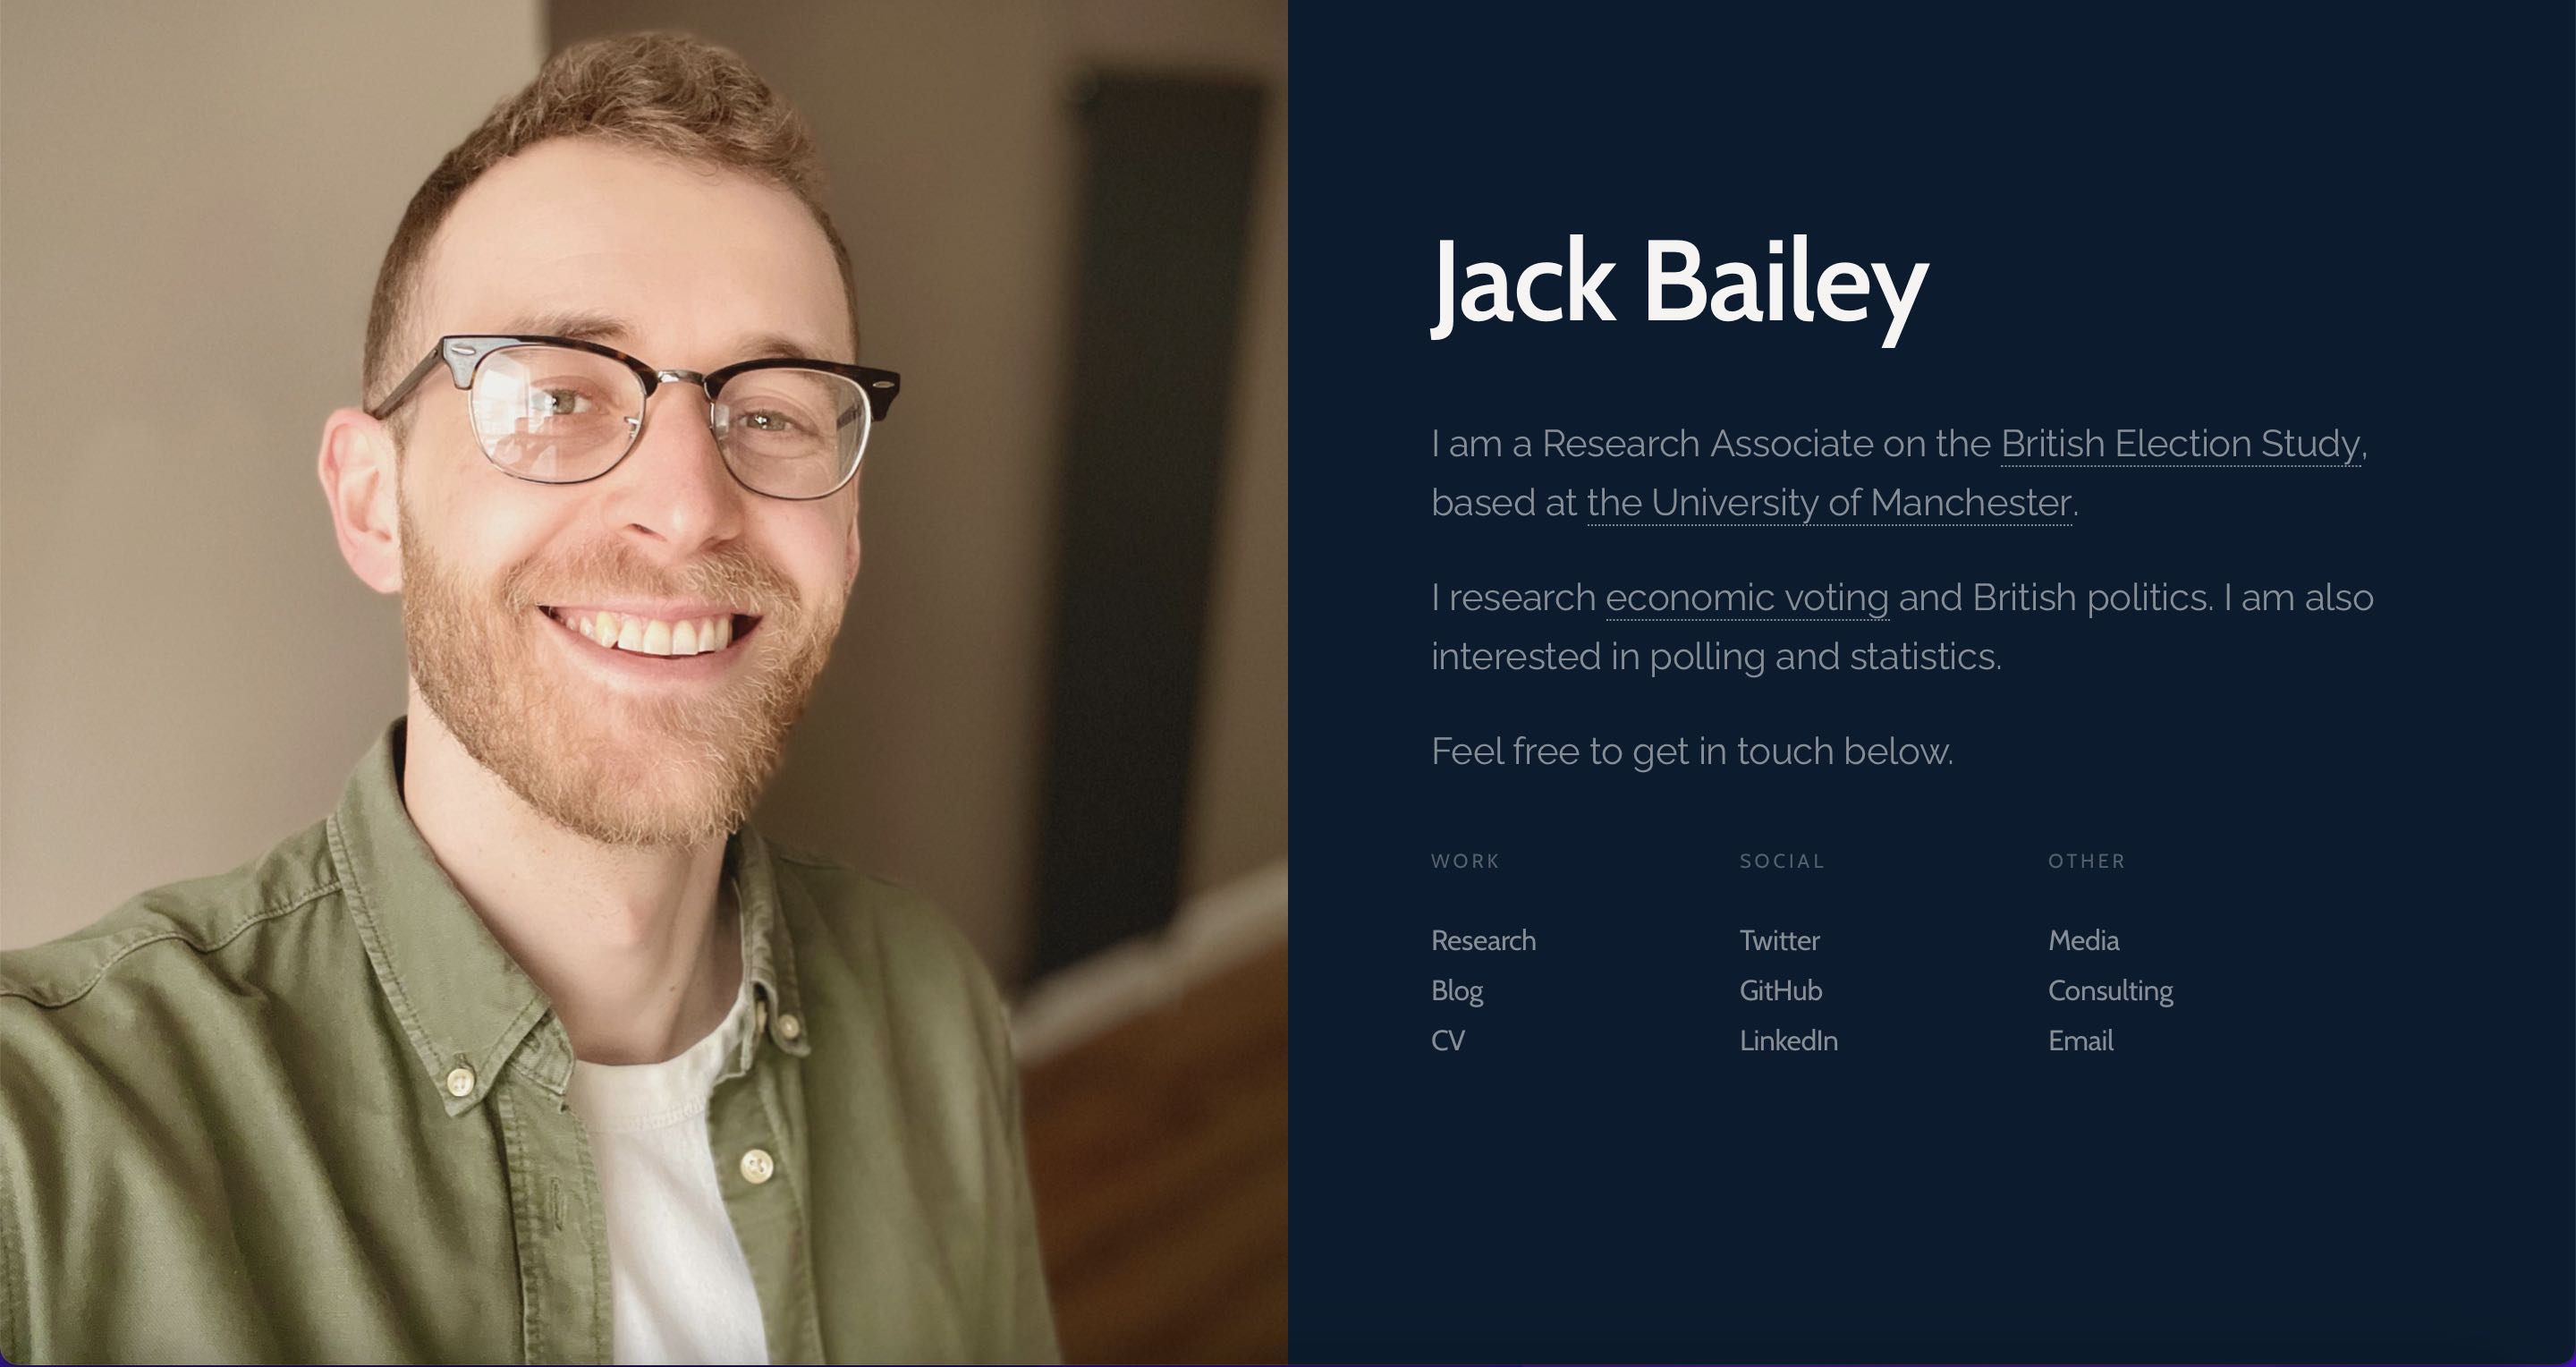 Jack Bailey
I am a Research Associate on the British Election Study,
based at the University of Manchester.
I research economic voting and British politics. I am also
interested in polling and statistics.
Feel free to get in touch below.
WORK
Research
Blog
CV
SOCIAL
Twitter
GitHub
LinkedIn
OTHER
Media
Consulting
Email